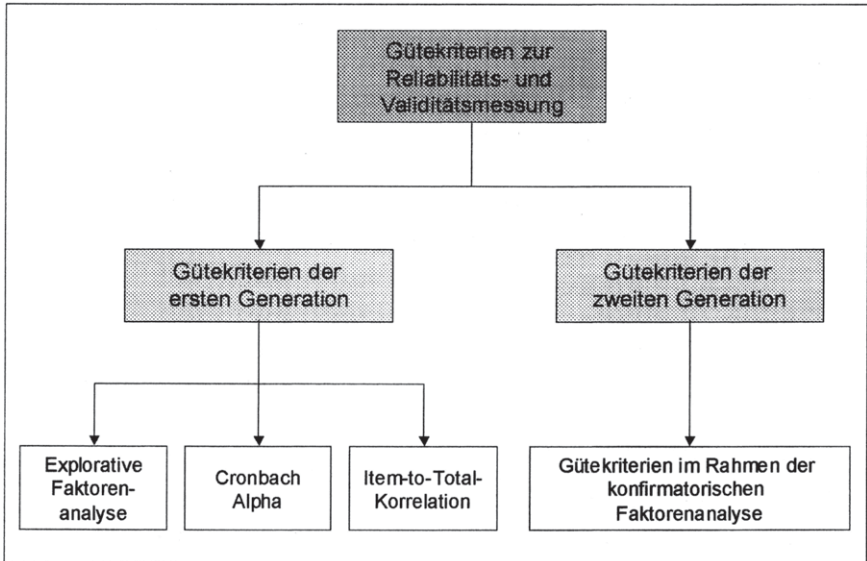 Gütekriterien zur
Reliabilitäts- und
Validitätsmessung
Gütekriterien der
ersten Generation
Gütekriterien der
zweiten Generation
Explorative
Faktoren-
analyse
Cronbach
Alpha
Item-to-Total-
Korrelation
Gütekriterien im Rahmen der
konfirmatorischen
Faktorenanalyse